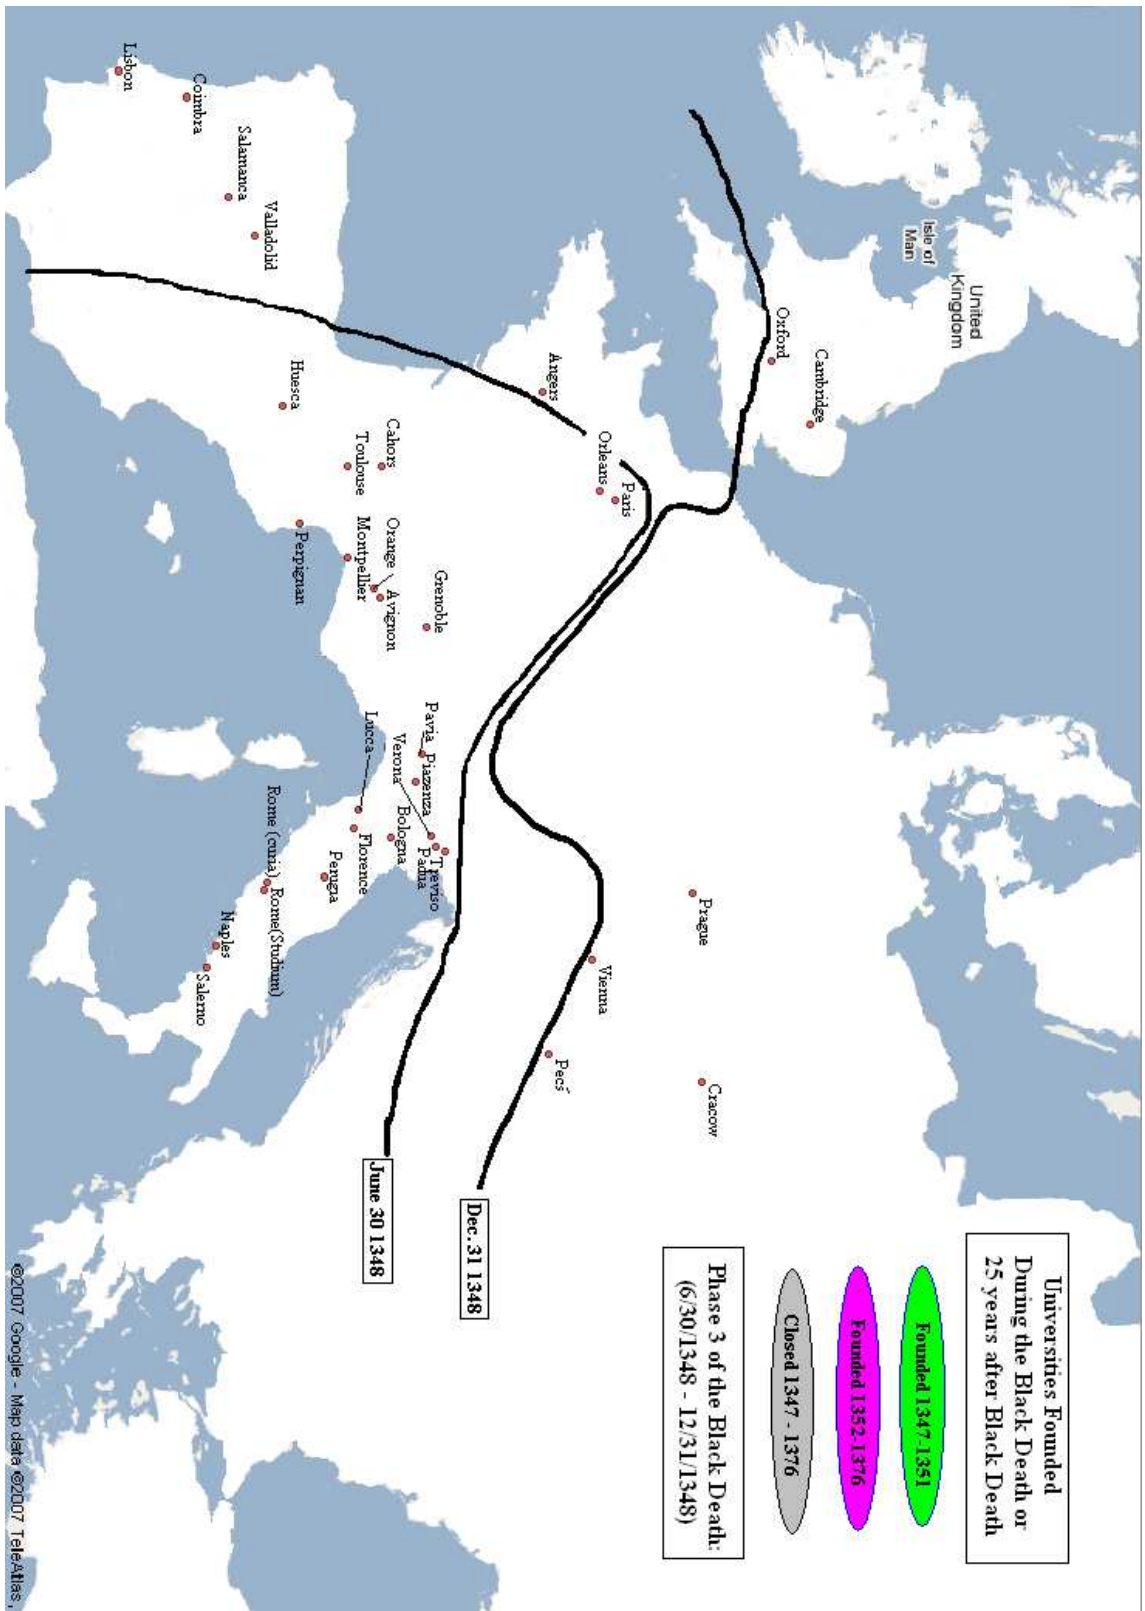 Universities Founded
During the Black Death or
25 years after Black Death
Founded 1347-1351
Founded 1352-1376
Closed 1347 - 1376
Phase 3 of the Black Death:
(6/30/1348 - 12/31/1348)
United
Kingdom
Isle of
Man
Cambridge
Oxford
Paris
Orleans
Angers
Prague
Cracow
Vienna
Pecś
Dec. 31 1348
June 30 1348
Grenoble
Cahors
Orange
Avignon
Toulouse
Montpellier
Huesca
Perpignan
Valladolid
Salamanca
Coimbra
Lisbon
Pavia
Piazenza
Verona
Treviso
Padua
Bologna
Lucca
Florence
Perugia
Rome (curia)
Rome(Studium)
Naples
Salerno
©2007 Google - Map data ©2007 TeleAtlas,